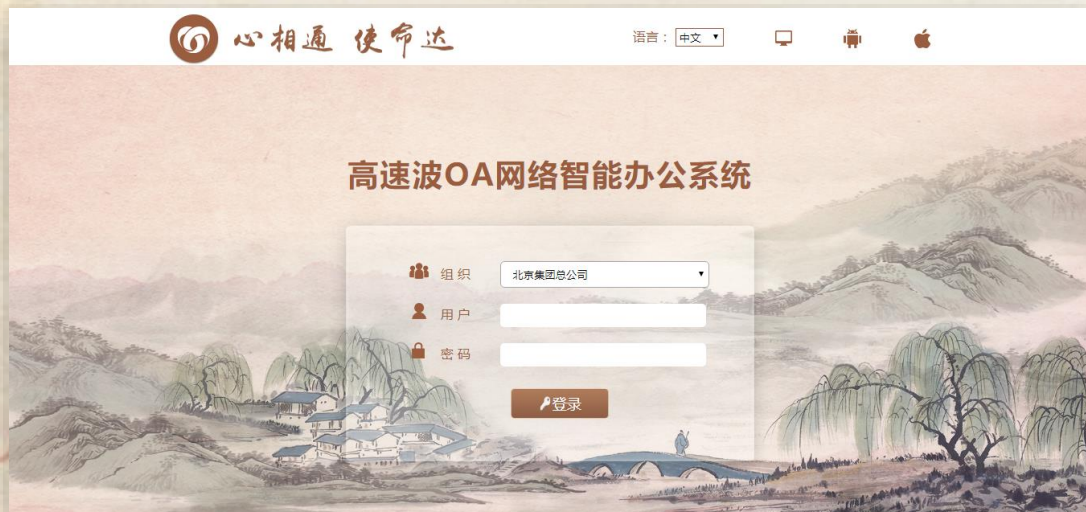 心相通 使命达
语言： 中文
高速波OA网络智能办公系统
组织 北京集团总公司
用户
密码
登录